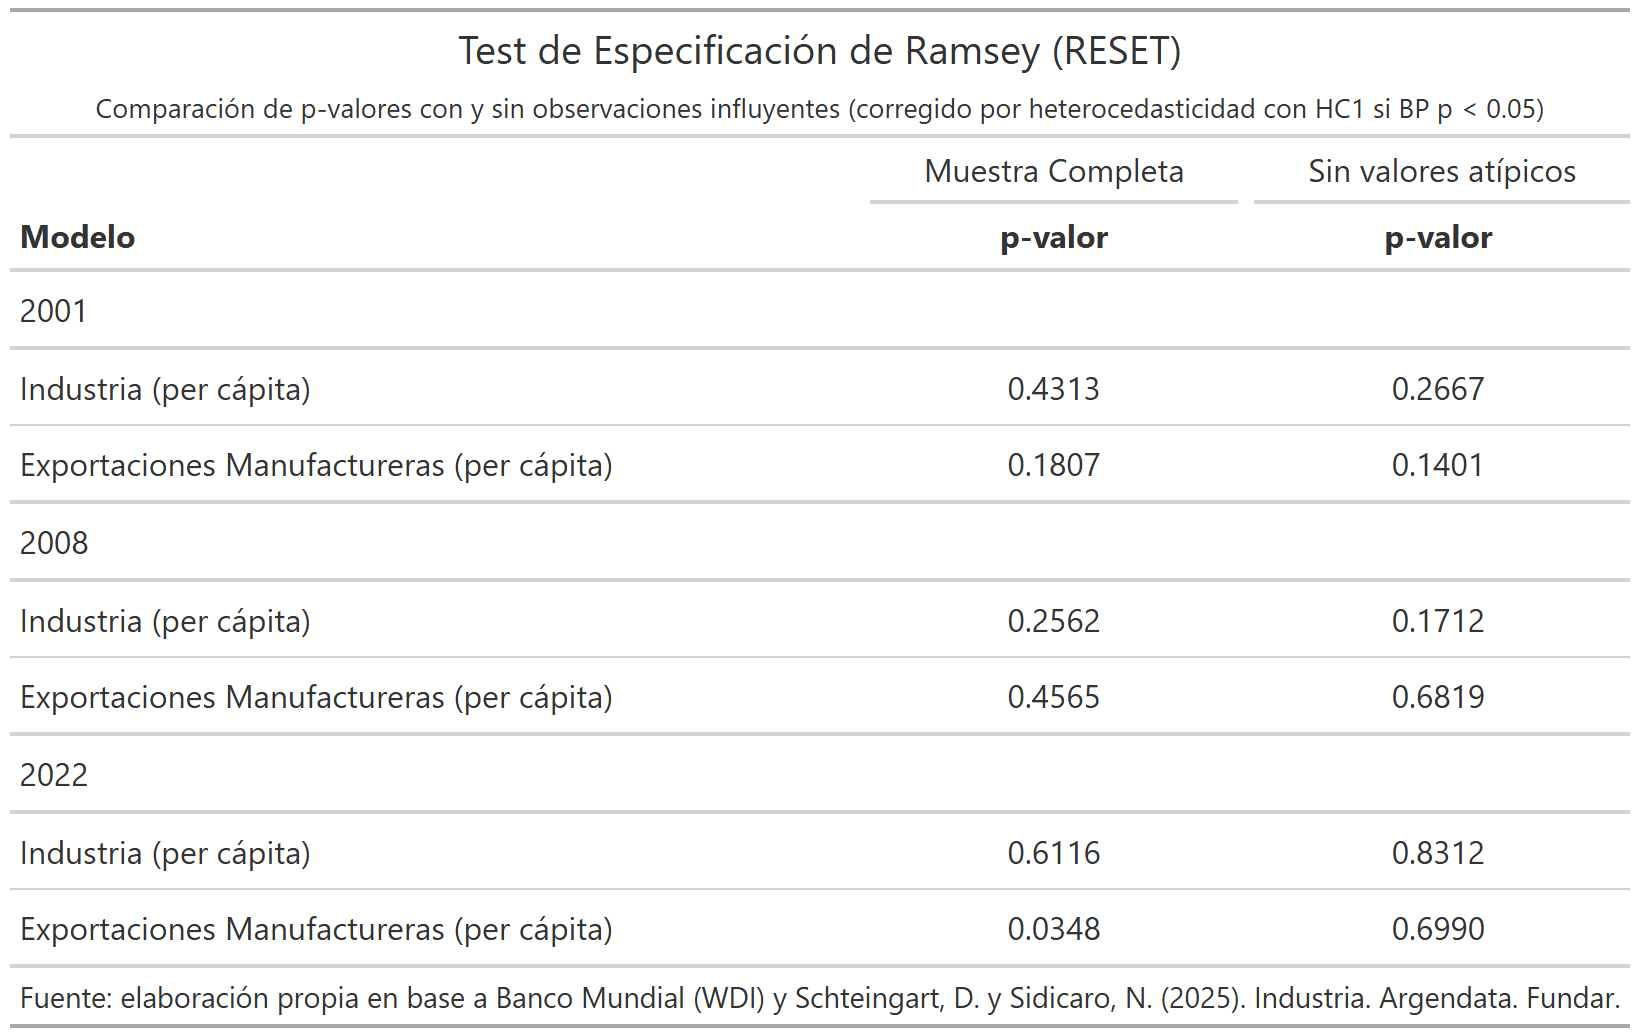 Test de Especificación de Ramsey (RESET)
Comparación de p-valores con y sin observaciones influyentes (corregido por heterocedasticidad con HC1 si BP p < 0.05)
Muestra Completa Sin valores atípicos
Modelo p-valor p-valor
2001
Industria (per cápita) 0.4313 0.2667
Exportaciones Manufactureras (per cápita) 0.1807 0.1401
2008
Industria (per cápita) 0.2562 0.1712
Exportaciones Manufactureras (per cápita) 0.4565 0.6819
2022
Industria (per cápita) 0.6116 0.8312
Exportaciones Manufactureras (per cápita) 0.0348 0.6990
Fuente: elaboración propia en base a Banco Mundial (WDI) y Schteingart, D. y Sidicaro, N. (2025). Industria. Argendata. Fundar.